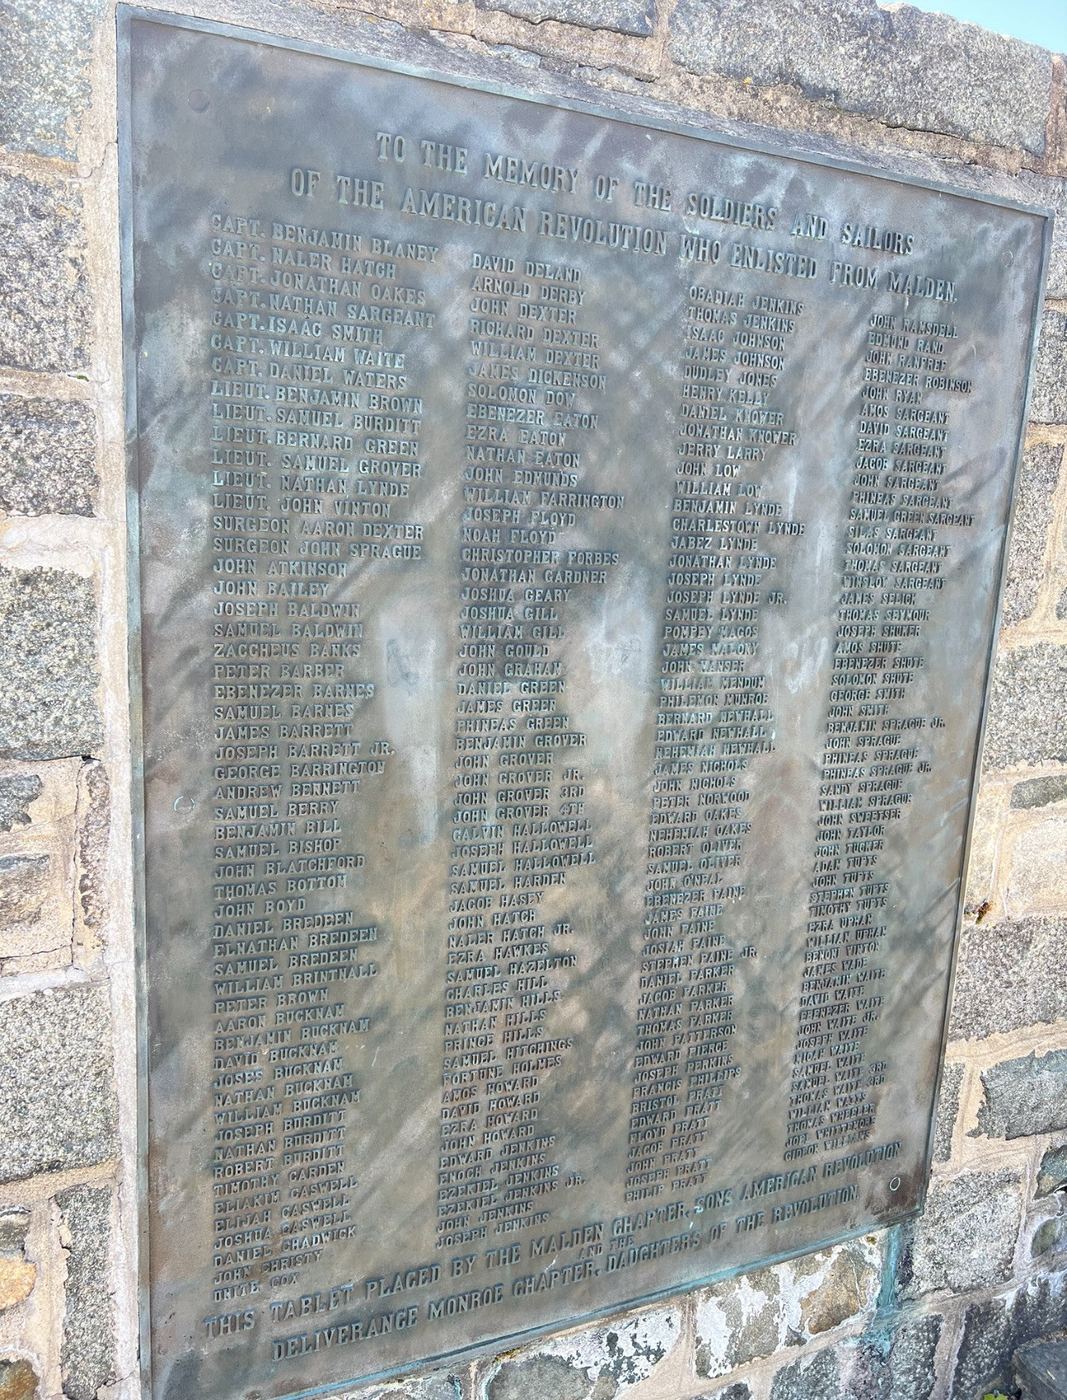 TO THE MEMORY OF THE SOLDIERS AND SAILORS
OF THE AMERICAN REVOLUTION WHO ENLISTED FROM MALDEN.
CAPT. BENJAMIN BLANEY
CAPT. NALER HATCH
CAPT. JONATHAN OAKES
CAPT. NATHAN SARGEANT
CAPT. ISAAC SMITH
CAPT. WILLIAM WAITE
CAPT. DANIEL WATERS
LIEUT. BENJAMIN BROWN
LIEUT. SAMUEL BURDITT
LIEUT. BERNARD GREEN
LIEUT. SAMUEL GROVER
LIEUT. NATHAN LYNDE
LIEUT. JOHN VINTON
SURGEON AARON DEXTER
SURGEON JOHN SPRAGUE
JOHN ATKINSON
JOHN BAILEY
JOSEPH BALDWIN
SAMUEL BALDWIN
ZACCHEUS BANKS
PETER BARBER
EBENEZER BARNES
SAMUEL BARNES
JAMES BARRETT
JOSEPH BARRETT JR.
GEORGE BARRINGTON
ANDREW BENNETT
SAMUEL BERRY
BENJAMIN BILL
SAMUEL BISHOP
JOHN BLATCHFORD
THOMAS BOTTON
JOHN BOYD
DANIEL BREDEEN
ELNATHAN BREDEEN
SAMUEL BREDEEN
WILLIAM BRINTNALL
PETER BROWN
AARON BUCKNAM
BENJAMIN BUCKNAM
DAVID BUCKNAM
JOSES BUCKNAM
NATHAN BUCKNAM
WILLIAM BUCKNAM
JOSEPH BURDITT
NATHAN BURDITT
ROBERT BURDITT
TIMOTHY CARDEN
ELIAKIM CASWELL
ELIJAH CASWELL
JOSHUA CASWELL
DANIEL CHADWICK
JOHN CHRISTY
UNITE COX
DAVID DELAND
ARNOLD DERBY
JOHN DEXTER
RICHARD DEXTER
WILLIAM DEXTER
JAMES DICKENSON
SOLOMON DOW
EBENEZER EATON
EZRA EATON
NATHAN EATON
JOHN EDMUNDS
WILLIAM FARRINGTON
JOSEPH FLOYD
NOAH FLOYD
CHRISTOPHER FORBES
JONATHAN GARDNER
JOSHUA GEARY
WILLIAM GILL
JOHN GOULD
JOHN GRAHAM
DANIEL GREEN
JAMES GREEN
PHINEAS GREEN
BENJAMIN GROVER
JOHN GROVER
JOHN GROVER JR.
JOHN GROVER 4TH
CALVIN HALLOWELL
JOSEPH HALLOWELL
SAMUEL HALLOWELL
SAMUEL HARDEN
JACOB HASEY
JOHN HATCH
NALER HATCH JR.
EZRA HAWKES
SAMUEL HAZELTON
CHARLES HILL
BENJAMIN HILLS
NATHAN HILLS
PRINCE HILLS
SAMUEL HITCHINGS
FORTUNE HOLMES
AMOS HOWARD
DAVID HOWARD
EZRA HOWARD
JOHN HOWARD
EDWARD JENKINS
ENOCH JENKINS
EZEKIEL JENKINS
EZEKIEL JENKINS JR.
JOHN JENKINS
JOSEPH JENKINS
OBADIAH JENKINS
THOMAS JENKINS
ISAAC JOHNSON
JAMES JOHNSON
DUDLEY JONES
HENRY KELLY
DANIEL KNOWER
JONATHAN KNOWER
JERRY LARRY
JOHN LOW
WILLIAM LOW
BENJAMIN LYNDE
CHARLESTOWN LYNDE
JABEZ LYNDE
JONATHAN LYNDE
JOSEPH LYNDE
SAMUEL LYNDE JR.
POMPEY MAGOS
JAMES MALONY
JOHN MANSER
WILLIAM MENDUM
PHILEMON MUNRO
BERNARD NEWHALL
EDWARD NEWHALL
NEHEMIAH NEWHALL
JAMES NICHOLS
JOHN NICHOLS
PETER NORWOOD
EDWARD OAKES
NEHEMIAH OAKES
ROBERT OLIVER
SAMUEL OLIVER
JOHN O'NEAL
EBENEZER PAINE
JAMES PAINE
JOHN PAINE
JOSIAH PAINE
STEPHEN PAINE JR.
DANIEL PARKER
JACOB PARKER
NATHAN PARKER
THOMAS PARKER
JOHN PATTERSON
EDWARD PIERCE
JOSEPH PERKINS
FRANCIS PHILLIPS
BRISTOL PRATT
EDWARD PRATT
FLOYD PRATT
JACOB PRATT
JOHN PRATT
JOSEPH PRATT
PHILIP PRATT
JOHN RAMSDELL
EDMUND RAND
JOHN RANFREE
EBENEZER ROBINSON
JOHN RYAN
AMOS SARGEANT
DAVID SARGEANT
EZRA SARGEANT
JACOB SARGEANT
JOHN SARGEANT
PHINEAS SARGEANT
SAMUEL GREEN SARGEANT
SILAS SARGEANT
SOLOMON SARGEANT
WINSLOW SARGEANT
JAMES
THOMAS SEYMOUR
JOSEPH
AMOS SHUTE
EBENEZER SHUTE
SOLOMON SHUTE
GEORGE SMITH
JOHN SMITH
BENJAMIN SPRAGUE JR.
JOHN SPRAGUE
PHINEAS SPRAGUE
PHINEAS SPRAGUE JR.
SANDY SPRAGUE
WILLIAM SPRAGUE
JOHN SWEETSER
JOHN TAYLOR
JOHN TUCKER
ADAM TUFTS
JOHN TUFTS
STEPHEN TUFTS
TIMOTHY TUFTS
EZRA UPHAM
WILLIAM UPHAM
BENONI VINTON
JAMES WADE
BENJAMIN WAITE
DAVID WAITE
EBENEZER WAITE
JOHN WAITE JR.
JOSEPH WAITE
MICAH WAITE
SAMUEL WAITE JR.
SAMUEL WAITE 3RD
THOMAS WAITE
WILLIAM
THOMAS WHEELER
WHITTEMORE
GIDEON WILLIAMS
THIS TABLET PLACED BY THE MALDEN CHAPTER, SONS AMERICAN REVOLUTION
AND THE
DELIVERANCE MONROE CHAPTER, DAUGHTERS OF THE REVOLUTION.